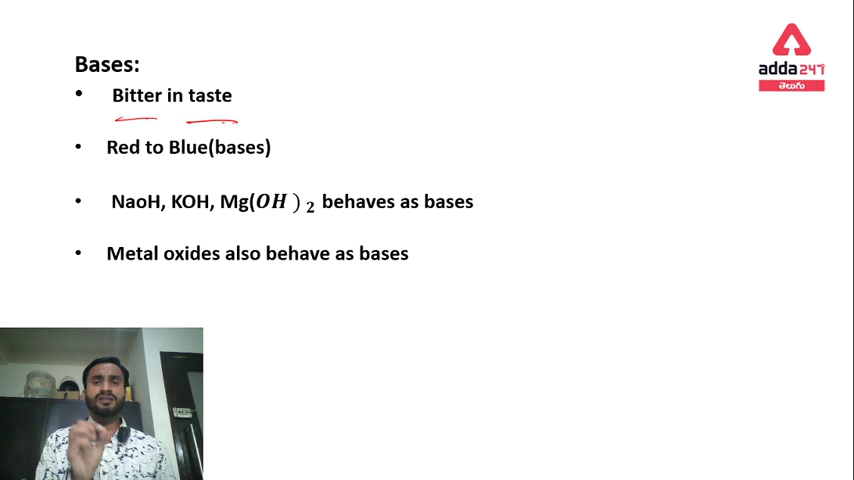 Bases:
• Bitter in taste
• Red to Blue(bases)
• NaoH, KOH, Mg(𝑶𝑯 ) ₂ behaves as bases
• Metal oxides also behave as bases
adda247
తెలుగు